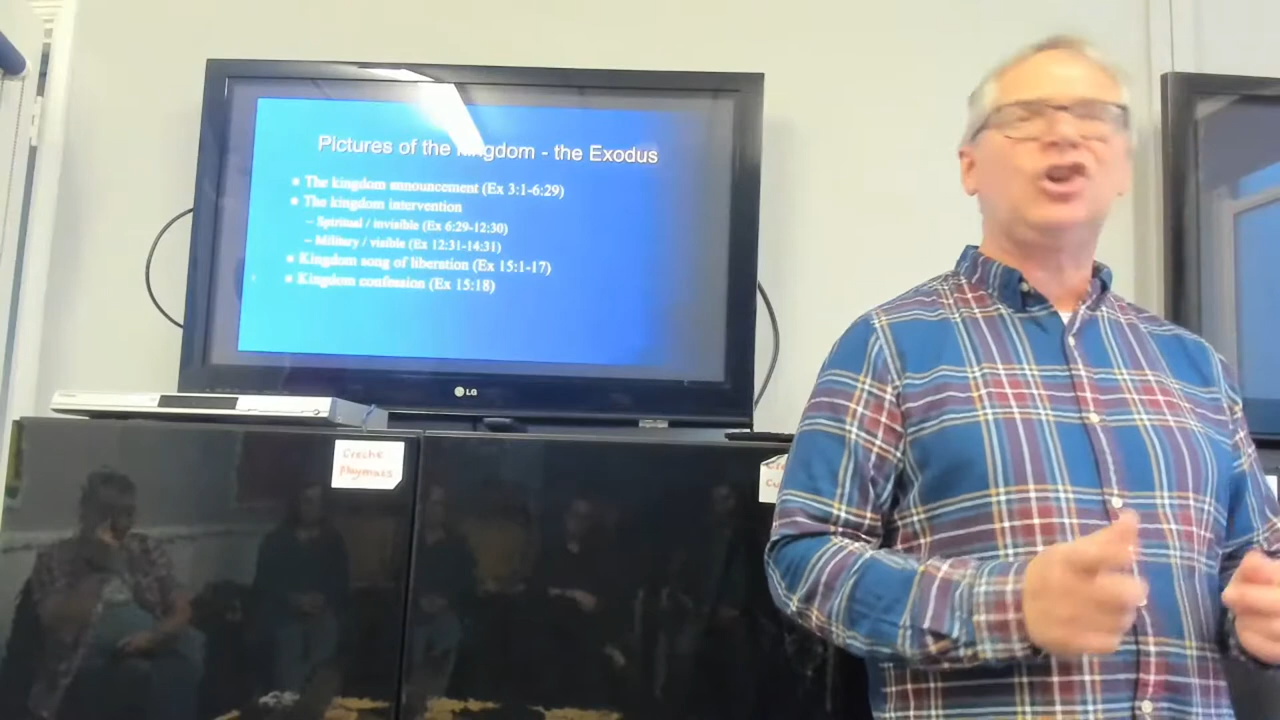 Pictures of the kingdom - the Exodus
• The kingdom announcement (Ex 3:1-6:29)
• The kingdom intervention
– Spiritual / invisible (Ex 6:29-12:30)
– Military / visible (Ex 12:31-14:31)
• Kingdom song of liberation (Ex 15:1-17)
• Kingdom confession (Ex 15:18)
LG
Creche
Playmats